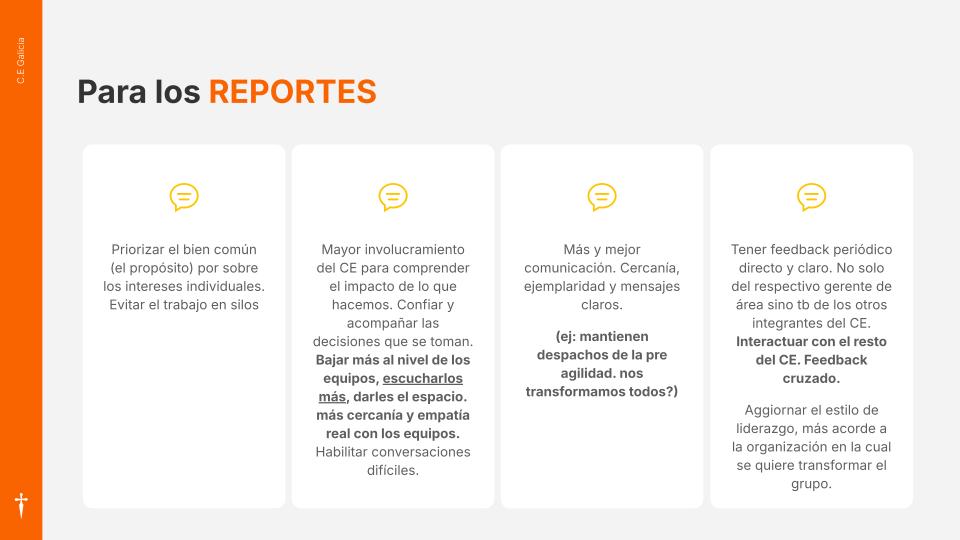 C.E Galicia
Para los REPORTES
Priorizar el bien común
(el propósito) por sobre
los intereses individuales.
Evitar el trabajo en silos
Mayor involucramiento
del CE para comprender
el impacto de lo que
hacemos. Confiar y
acompañar las
decisiones que se toman.
Bajar más al nivel de los
equipos, escucharlos
más, darles el espacio.
más cercanía y empatía
real con los equipos.
Habilitar conversaciones
difíciles.
Más y mejor
comunicación. Cercanía,
ejemplaridad y mensajes
claros.
(ej: mantienen
despachos de la pre
agilidad. nos
transformamos todos?)
Tener feedback periódico
directo y claro. No solo
del respectivo gerente de
área sino tb de los otros
integrantes del CE.
Interactuar con el resto
del CE. Feedback
cruzado.
Aggiornar el estilo de
liderazgo, más acorde a
la organización en la cual
se quiere transformar el
grupo.